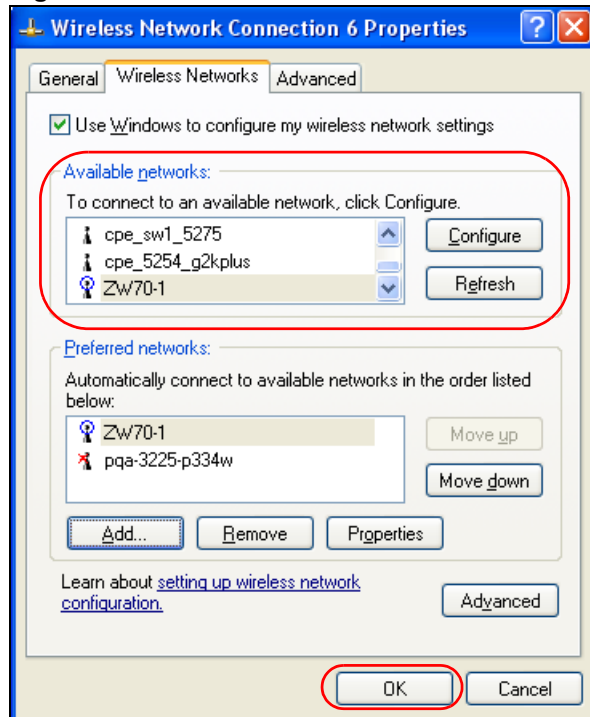 Wireless Network Connection 6 Properties
General Wireless Networks Advanced
Use Windows to configure my wireless network settings
Available networks:
To connect to an available network, click Configure.
cpe_sw1_5275
cpe_5254_g2kplus
ZW70-1
Configure
Refresh
Preferred networks:
Automatically connect to available networks in the order listed
below:
ZW70-1
pqa-3225-p334w
Move up
Move down
Add... Remove Properties
Learn about setting up wireless network
configuration.
Advanced
OK Cancel